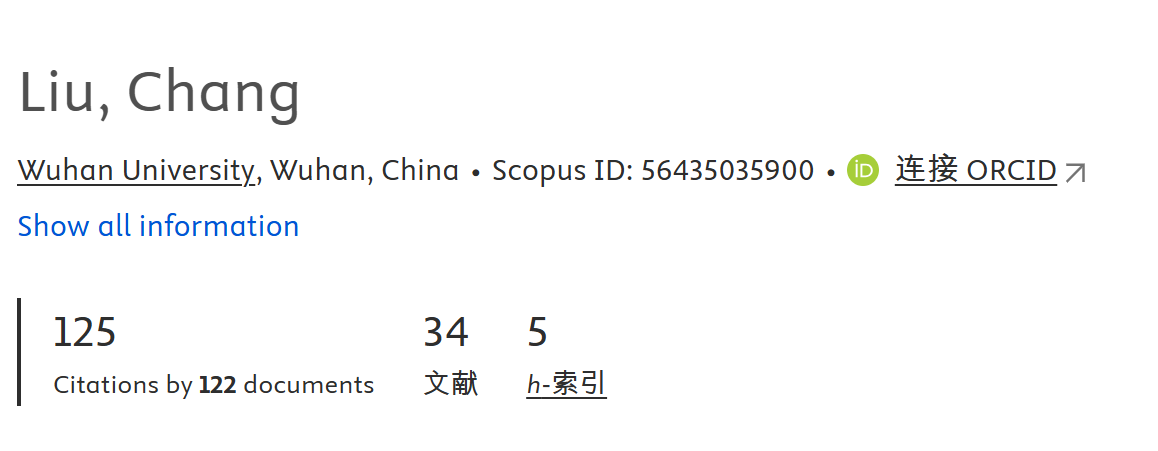 Liu, Chang
Wuhan University, Wuhan, China • Scopus ID: 56435035900 • iD 连接 ORCID
Show all information
125 34 5
Citations by 122 documents 文献 h-索引